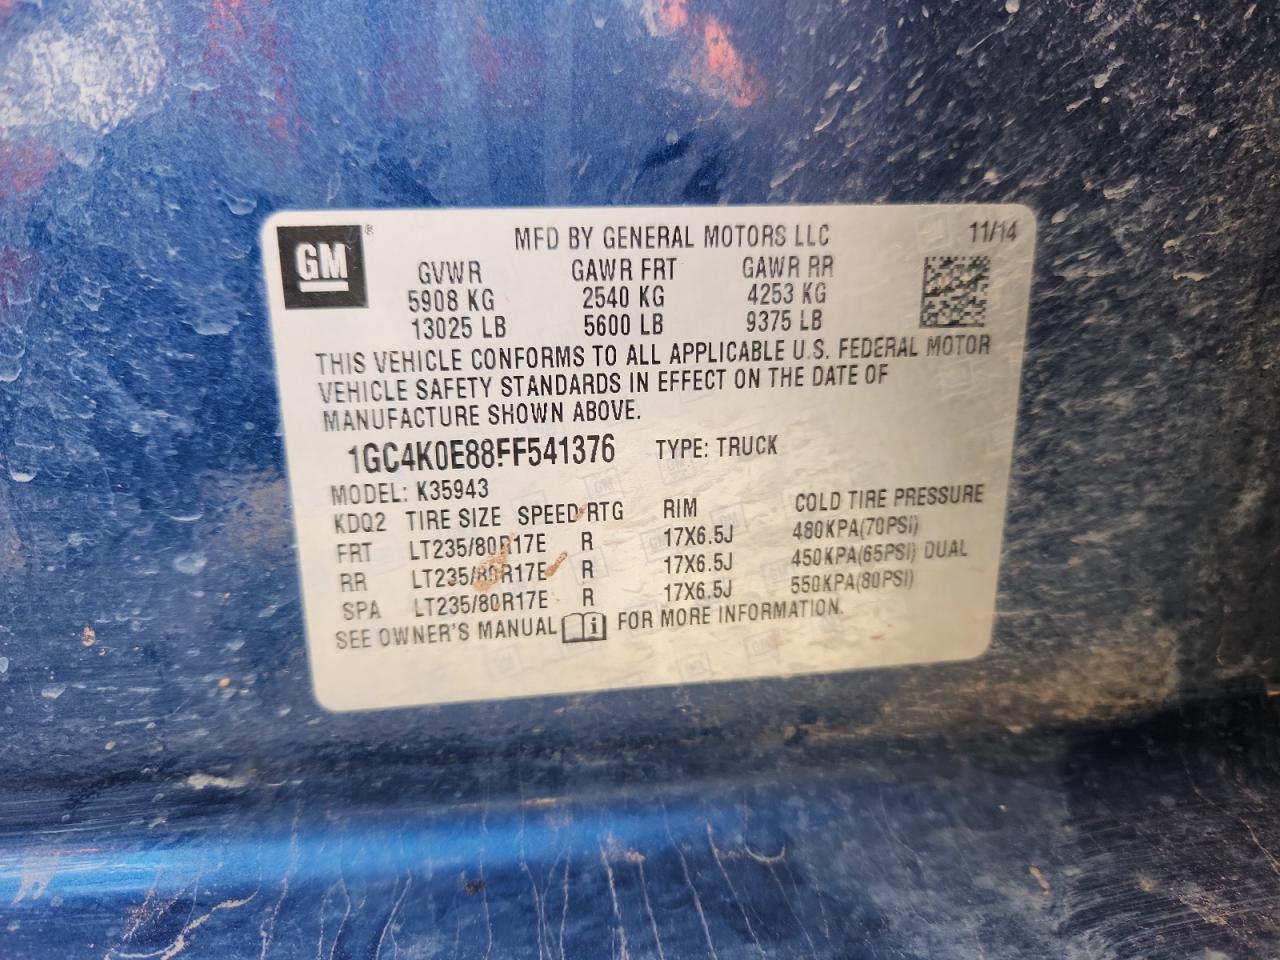 GM ® MFD BY GENERAL MOTORS LLC 11/14
GVWR GAWR FRT GAWR RR
5908 KG 2540 KG 4253 KG
13025 LB 5600 LB 9375 LB
THIS VEHICLE CONFORMS TO ALL APPLICABLE U.S. FEDERAL MOTOR
VEHICLE SAFETY STANDARDS IN EFFECT ON THE DATE OF
MANUFACTURE SHOWN ABOVE.
1GC4K0E88FF541376 TYPE: TRUCK
MODEL: K35943
KDQ2 TIRE SIZE SPEED RTG RIM COLD TIRE PRESSURE
FRT LT235/80R17E R 17X6.5J 480KPA(70PSI)
RR LT235/80R17E R 17X6.5J 450KPA(65PSI) DUAL
SPA LT235/80R17E R 17X6.5J 550KPA(80PSI)
SEE OWNER'S MANUAL i FOR MORE INFORMATION.